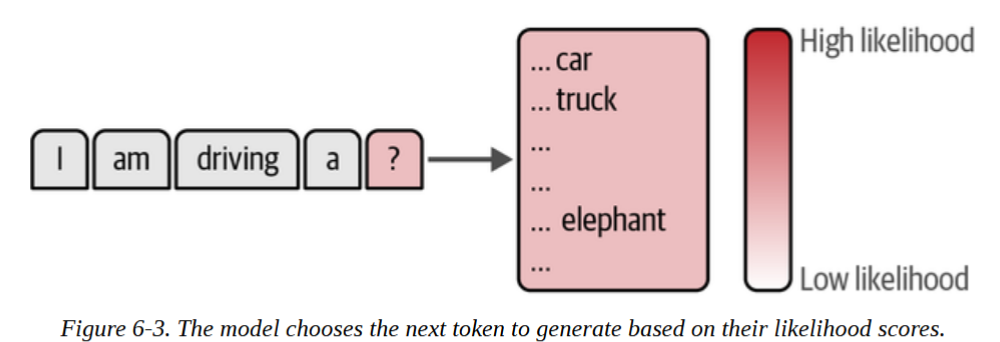 I am driving a ?
... car
... truck
...
...
... elephant
...
High likelihood
Low likelihood
Figure 6-3. The model chooses the next token to generate based on their likelihood scores.